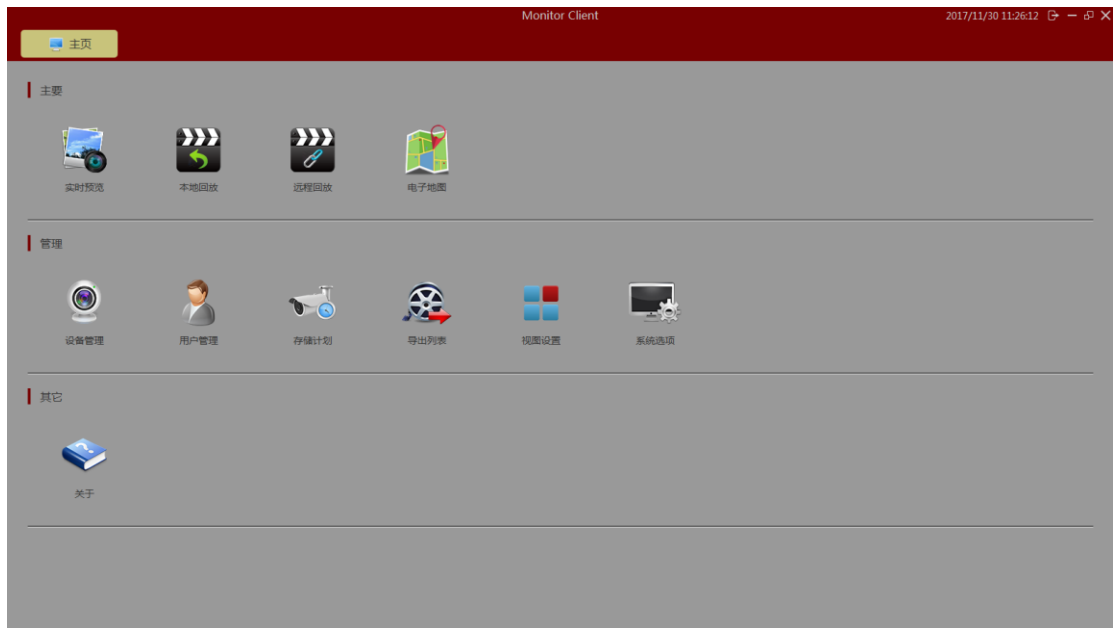 Monitor Client
2017/11/30 11:26:12
主页
主要
实时预览
本地回放
远程回放
电子地图
管理
设备管理
用户管理
存储计划
导出列表
视图设置
系统选项
其它
关于